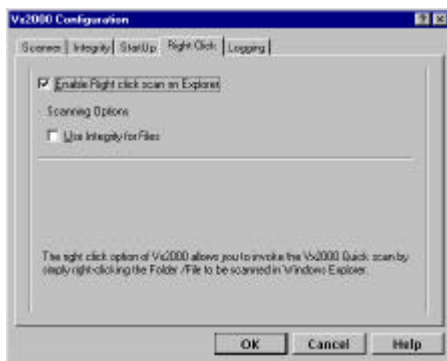 Vx2000 Configuration
Scanner Integrity StartUp Right Click Logging
Enable Right click scan on Explorer
Scanning Options
Use Integrity for Files
The right click option of Vx2000 allows you to invoke the Vx2000 Quick scan by
simply right-clicking the Folder /File to be scanned in Windows Explorer.
OK Cancel Help